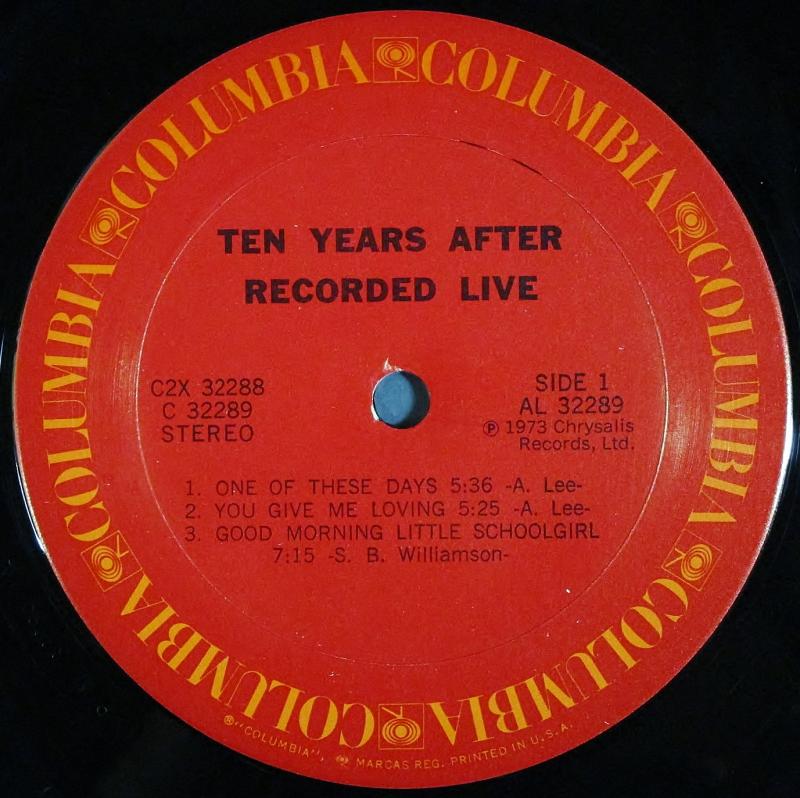 COLUMBIA COLUMBIA COLUMBIA COLUMBIA COLUMBIA COLUMBIA
TEN YEARS AFTER
RECORDED LIVE
C2X 32288
C 32289
STEREO
SIDE 1
AL 32289
℗ 1973 Chrysalis
Records, Ltd.
1. ONE OF THESE DAYS 5:36 -A. Lee-
2. YOU GIVE ME LOVING 5:25 -A. Lee-
3. GOOD MORNING LITTLE SCHOOLGIRL
7:15 -S. B. Williamson-
®"COLUMBIA", MARCAS REG. PRINTED IN U.S.A.